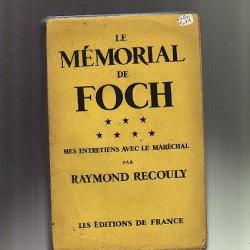 LE
MÉMORIAL
DE
FOCH
MES ENTRETIENS AVEC LE MARÉCHAL
PAR
RAYMOND RECOULY
LES ÉDITIONS DE FRANCE